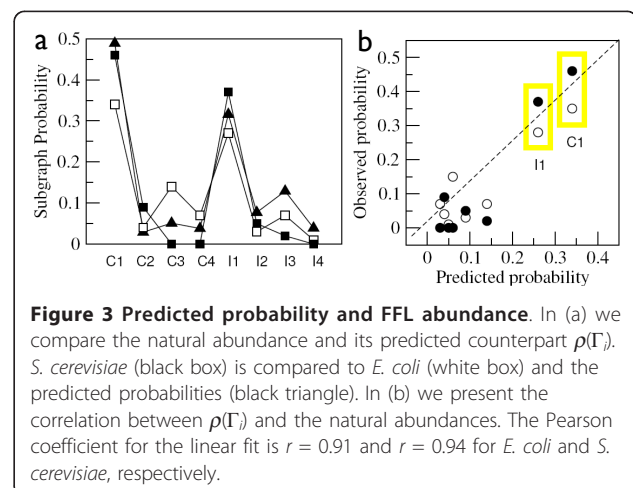 a
b
0.5
0.4
0.3
0.2
0.1
0
Subgraph Probability
C1 C2 C3 C4 I1 I2 I3 I4
0.5
0.4
0.3
0.2
0.1
0
Observed probability
I1
C1
0 0.1 0.2 0.3 0.4
Predicted probability
Figure 3 Predicted probability and FFL abundance. In (a) we
compare the natural abundance and its predicted counterpart ρ(Γi).
S. cerevisiae (black box) is compared to E. coli (white box) and the
predicted probabilities (black triangle). In (b) we present the
correlation between ρ(Γi) and the natural abundances. The Pearson
coefficient for the linear fit is r = 0.91 and r = 0.94 for E. coli and S.
cerevisiae, respectively.